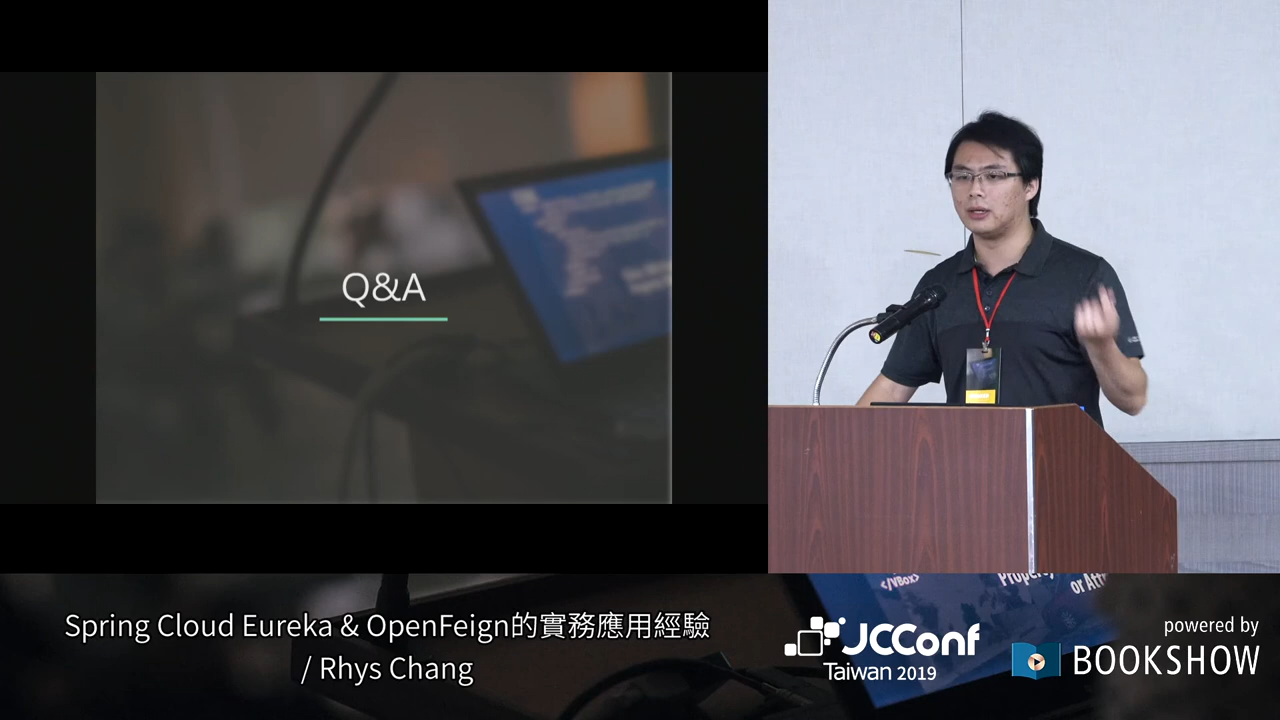 Q&A
</VBox>
Spring Cloud Eureka & OpenFeign的實務應用經驗
/ Rhys Chang
JCConf
Taiwan 2019
powered by
BOOKSHOW